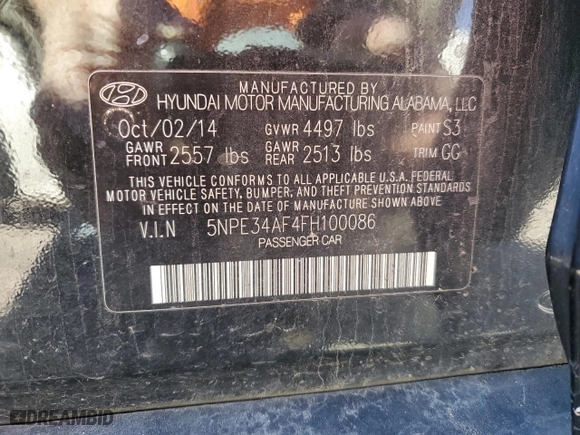 MANUFACTURED BY
HYUNDAI MOTOR MANUFACTURING ALABAMA, LLC
Oct/02/14 GVWR 4497 lbs PAINT S3
GAWR FRONT 2557 lbs GAWR REAR 2513 lbs TRIM GG
THIS VEHICLE CONFORMS TO ALL APPLICABLE U.S.A. FEDERAL
MOTOR VEHICLE SAFETY, BUMPER, AND THEFT PREVENTION STANDARDS
IN EFFECT ON THE DATE OF MANUFACTURE SHOWN ABOVE.
V.I.N 5NPE34AF4FH100086
PASSENGER CAR
DREAMBID